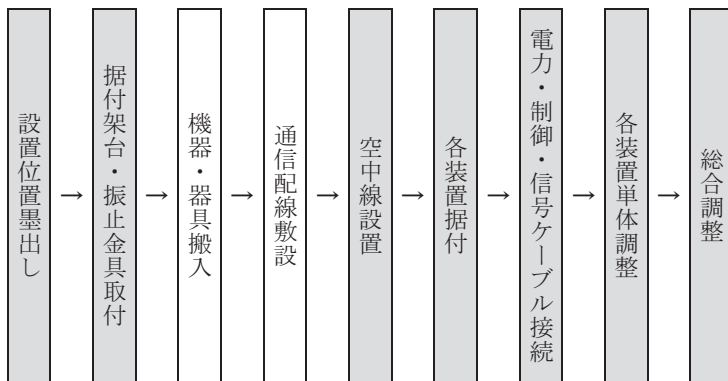 設置位置墨出し
→
据付架台・振止金具取付
→
機器・器具搬入
→
通信配線敷設
→
空中線設置
→
各装置据付
→
電力・制御・信号ケーブル接続
→
各装置単体調整
→
総合調整